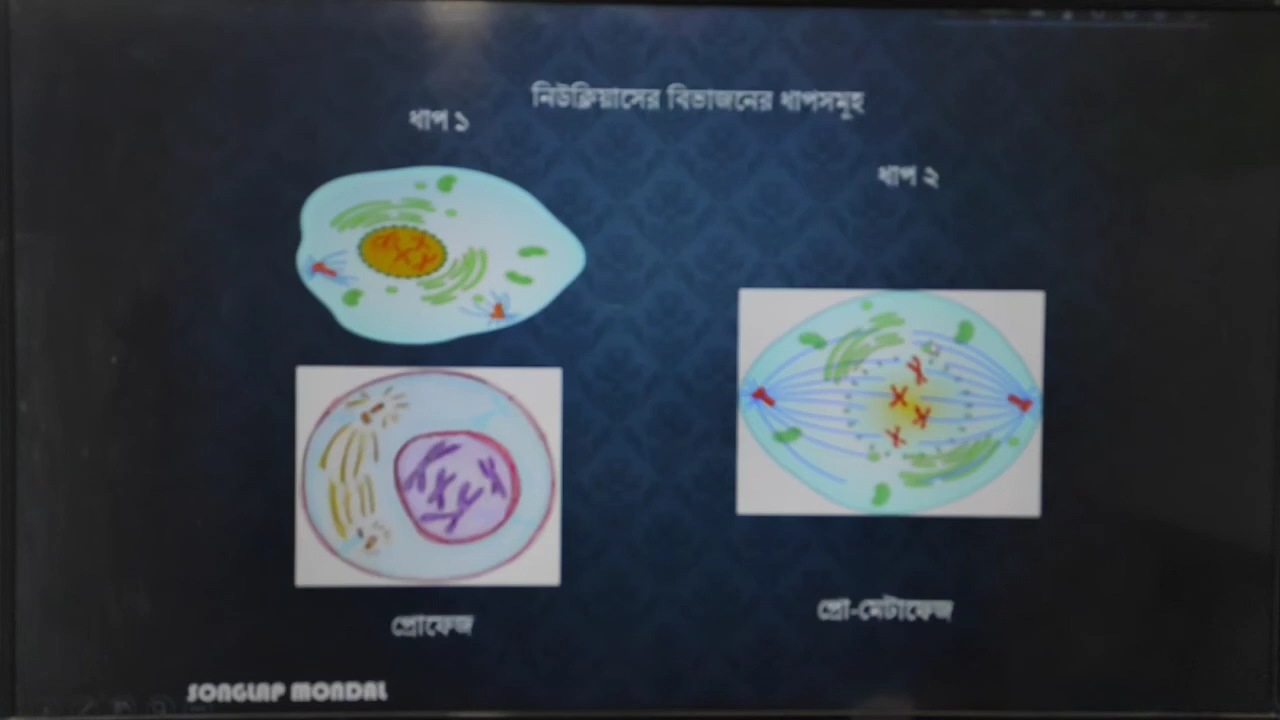 নিউক্লিয়াসের বিভাজনের ধাপসমূহ
ধাপ ১
ধাপ ২
প্রোফেজ
প্রো-মেটাফেজ
SONGLAP MONDAL